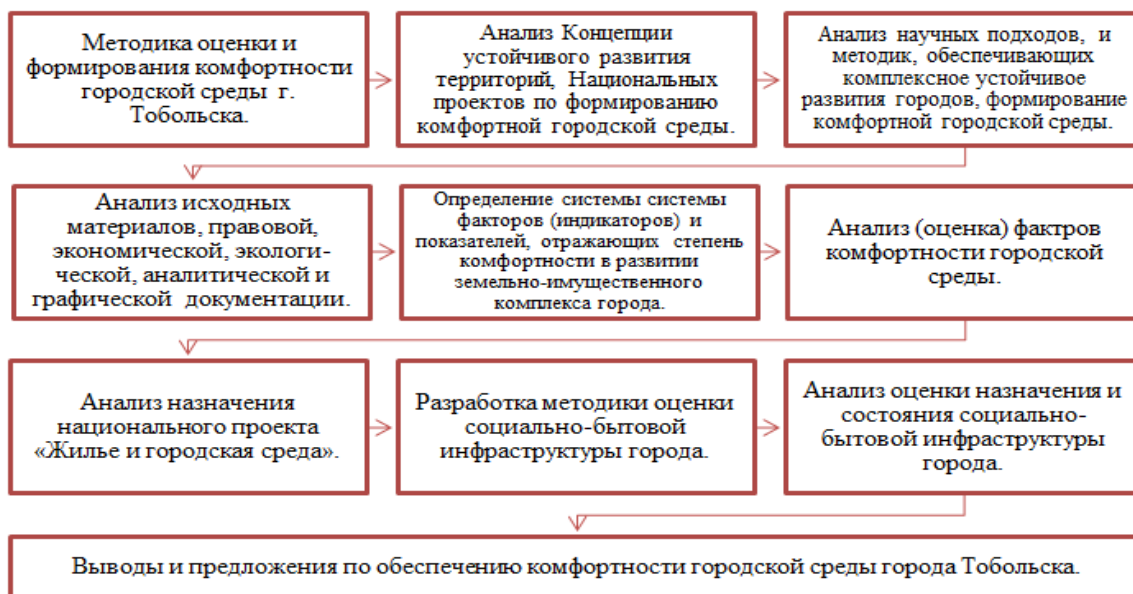 Методика оценки и
формирования комфортности
городской среды г.
Тобольска.
Анализ Концепции
устойчивого развития
территорий, Национальных
проектов по формированию
комфортной городской среды.
Анализ научных подходов, и
методик, обеспечивающих
комплексное устойчивое
развития городов, формирование
комфортной городской среды.
Анализ исходных
материалов, правовой,
экономической, экологи-
ческой, аналитической и
графической документации.
Определение системы системы
факторов (индикаторов) и
показателей, отражающих степень
комфортности в развитии
земельно-имущественного
комплекса города.
Анализ (оценка) фактров
комфортности городской
среды.
Анализ назначения
национального проекта
«Жилье и городская среда».
Разработка методики оценки
социально-бытовой
инфраструктуры города.
Анализ оценки назначения и
состояния социально-
бытовой инфраструктуры
города.
Выводы и предложения по обеспечению комфортности городской среды города Тобольска.